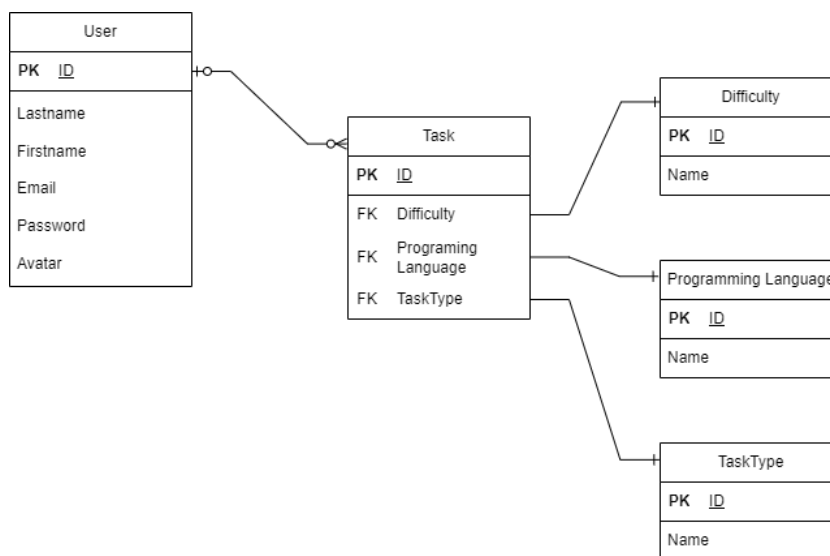 User
PK ID
Lastname
Firstname
Email
Password
Avatar
Task
PK ID
FK Difficulty
FK Programing
Language
FK TaskType
Difficulty
PK ID
Name
Programming Language
PK ID
Name
TaskType
PK ID
Name